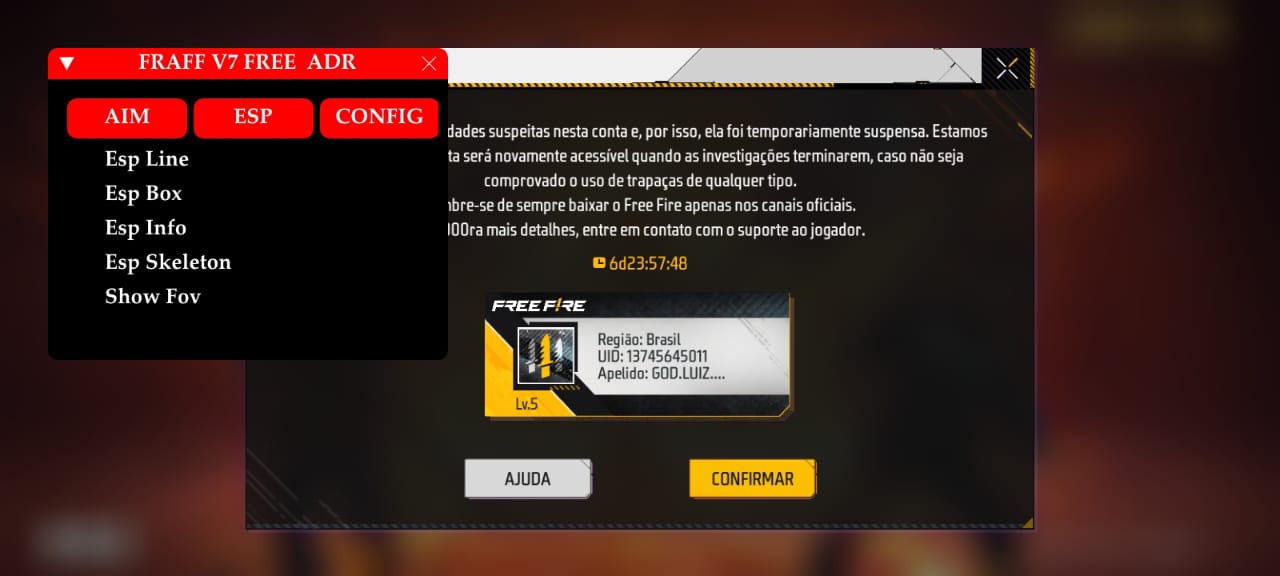 FRAFF V7 FREE ADR
AIM
ESP
CONFIG
Esp Line
Esp Box
Esp Info
Esp Skeleton
Show Fov
dades suspeitas nesta conta e, por isso, ela foi temporariamente suspensa. Estamos
ta será novamente acessível quando as investigações terminarem, caso não seja
comprovado o uso de trapaças de qualquer tipo.
bre-se de sempre baixar o Free Fire apenas nos canais oficiais.
00ra mais detalhes, entre em contato com o suporte ao jogador.
6d23:57:48
FREE FIRE
Região: Brasil
UID: 13745645011
Apelido: GOD.LUIZ....
Lv.5
AJUDA
CONFIRMAR